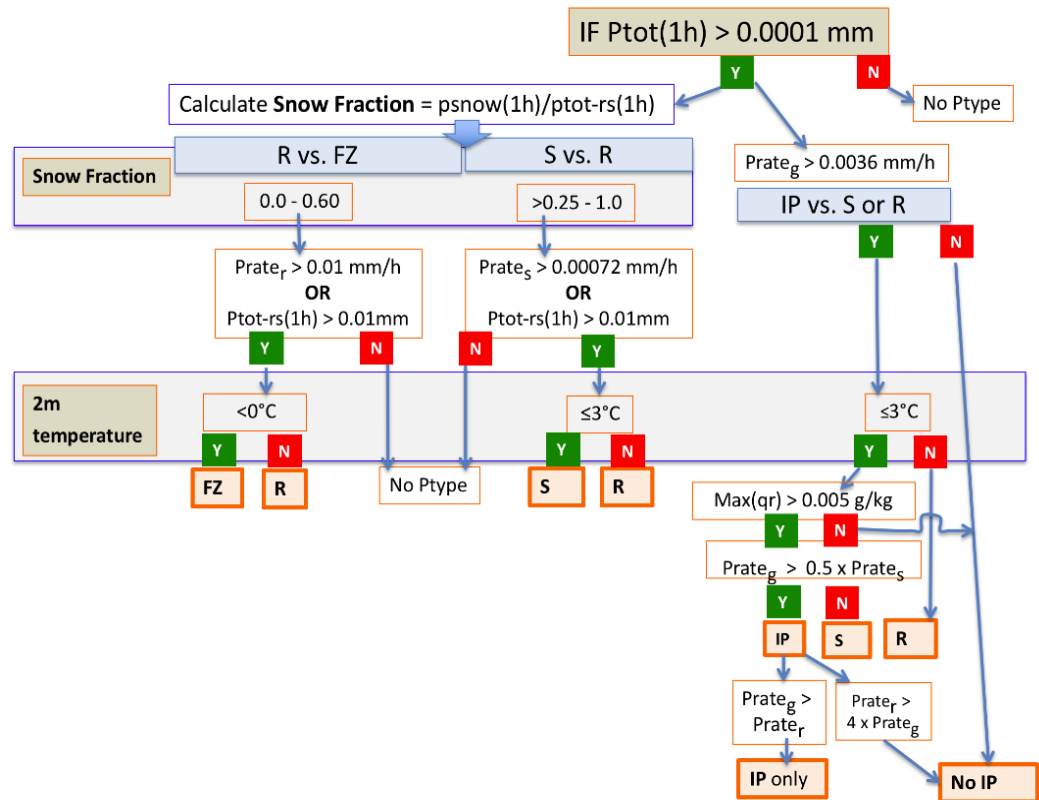 IF Ptot(1h) > 0.0001 mm
Y
N
Calculate Snow Fraction = psnow(1h)/ptot-rs(1h)
No Ptype
R vs. FZ
S vs. R
Prateg > 0.0036 mm/h
Snow Fraction
0.0 - 0.60
>0.25 - 1.0
IP vs. S or R
Y
N
Prater > 0.01 mm/h
OR
Ptot-rs(1h) > 0.01mm
Y
N
Prates > 0.00072 mm/h
OR
Ptot-rs(1h) > 0.01mm
N
Y
2m
temperature
<0°C
≤3°C
≤3°C
Y
N
Y
N
Y
N
FZ
R
No Ptype
S
R
Max(qr) > 0.005 g/kg
Y
N
Prateg > 0.5 x Prates
Y
N
IP
S
R
Prateg >
Prater
Prater >
4 x Prateg
IP only
No IP